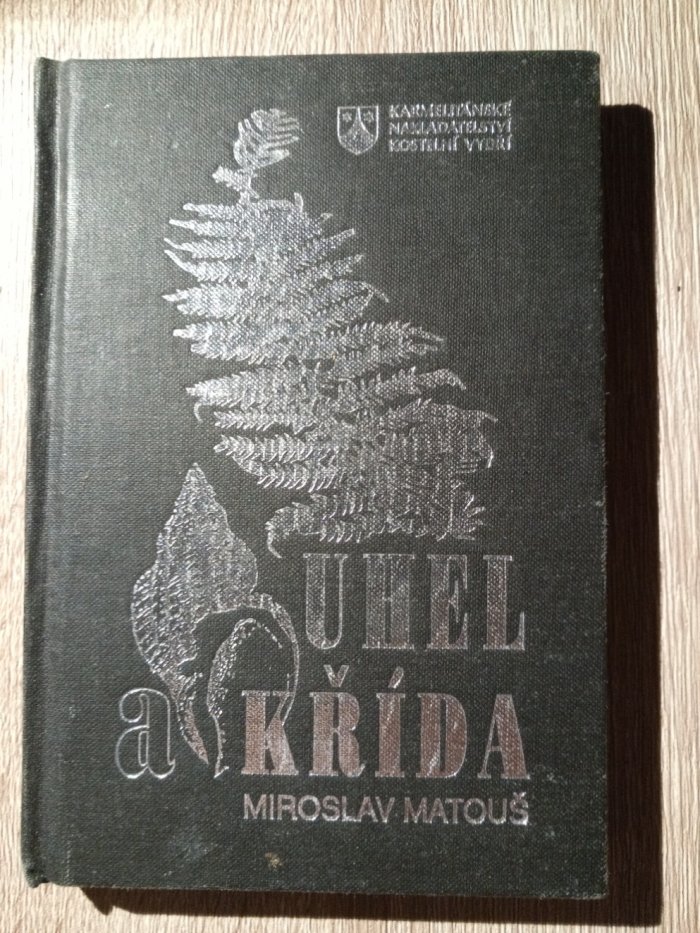 KARMELITÁNSKÉ
NAKLADATELSTVÍ
KOSTELNÍ VYDŘÍ
UHEL
a KŘÍDA
MIROSLAV MATOUŠ